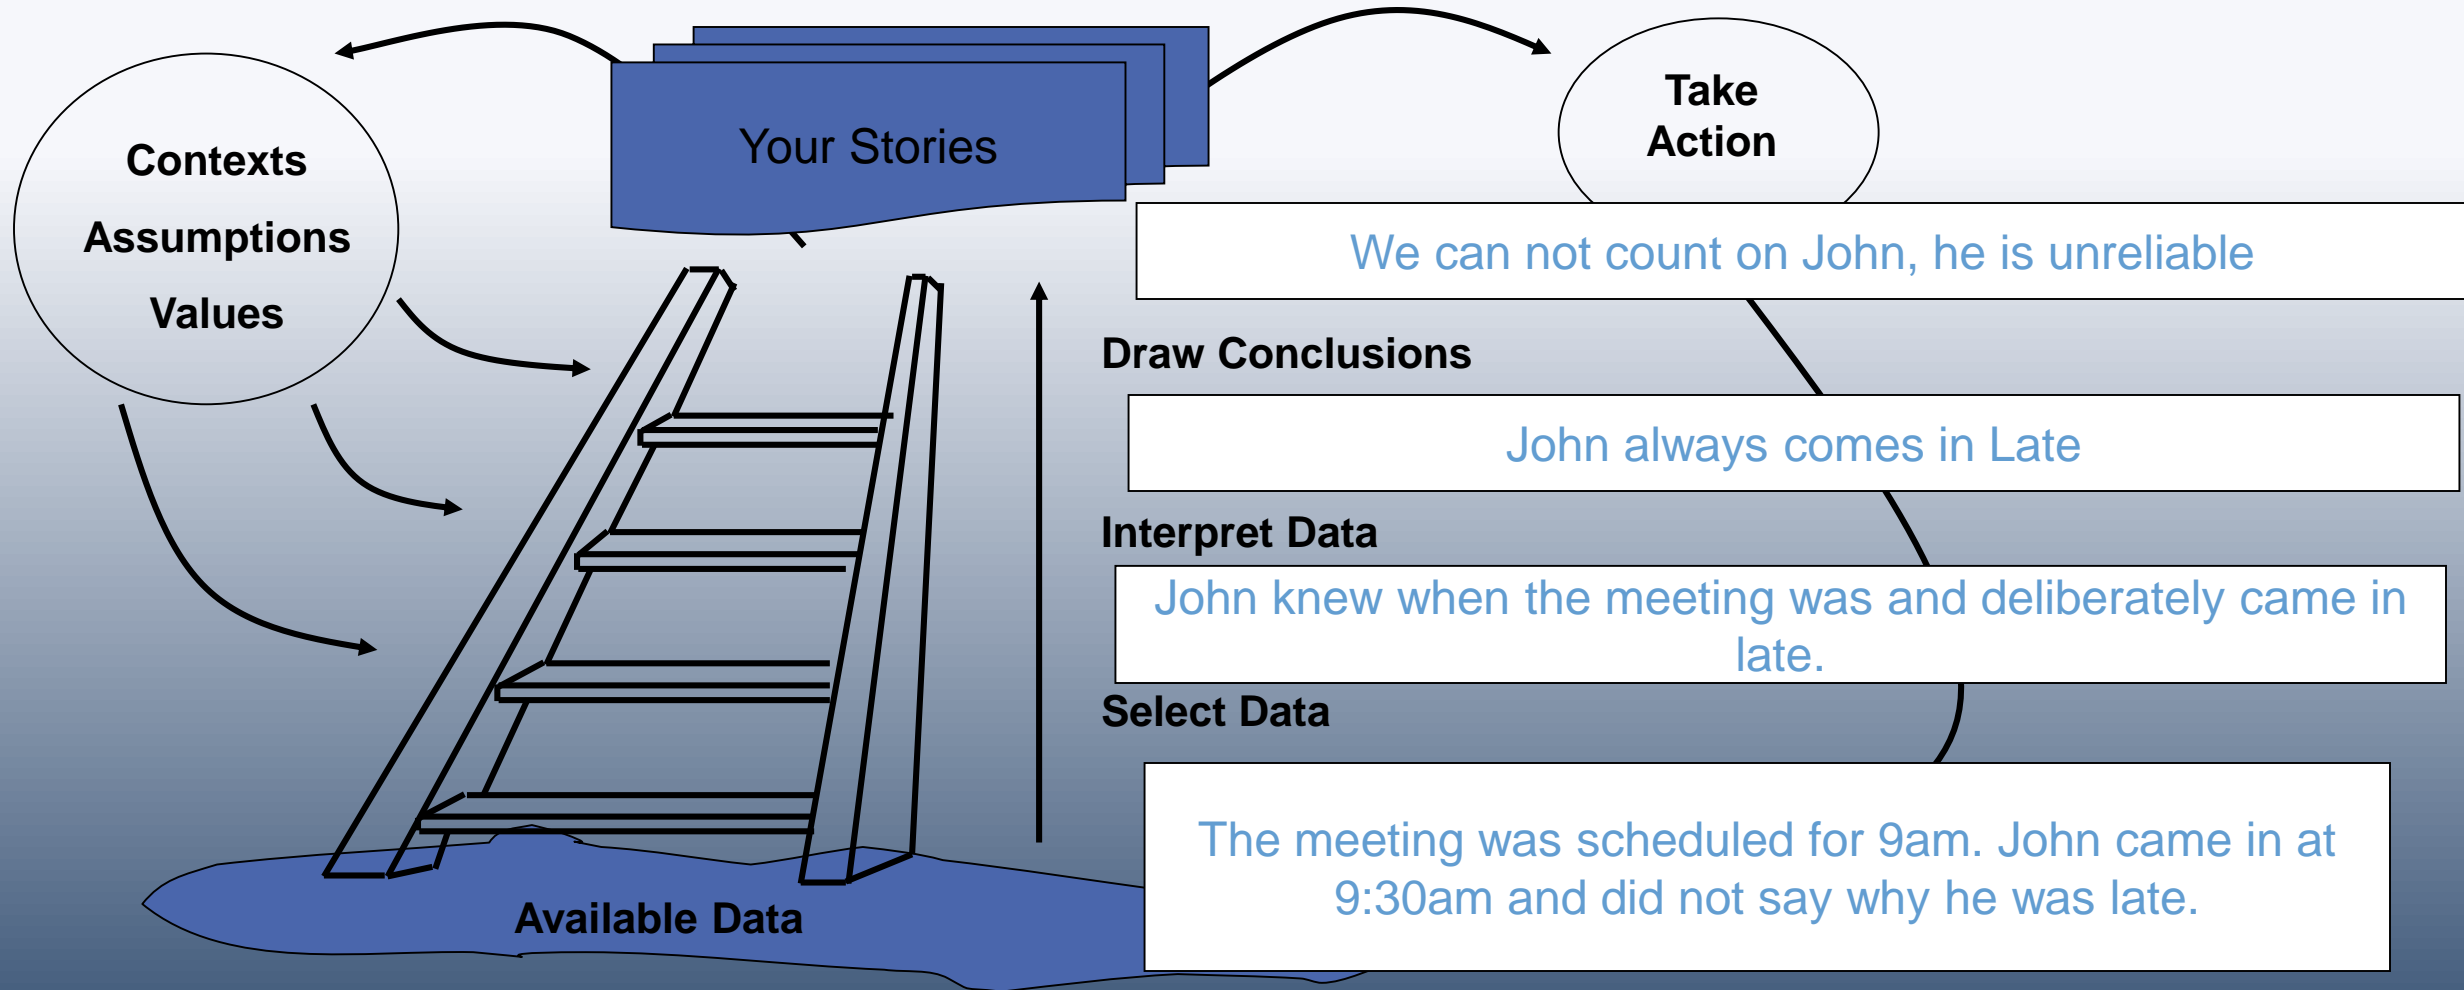 Contexts
Assumptions
Values
Your Stories
Take
Action
We can not count on John, he is unreliable
Draw Conclusions
John always comes in Late
Interpret Data
John knew when the meeting was and deliberately came in
late.
Select Data
The meeting was scheduled for 9am. John came in at
9:30am and did not say why he was late.
Available Data